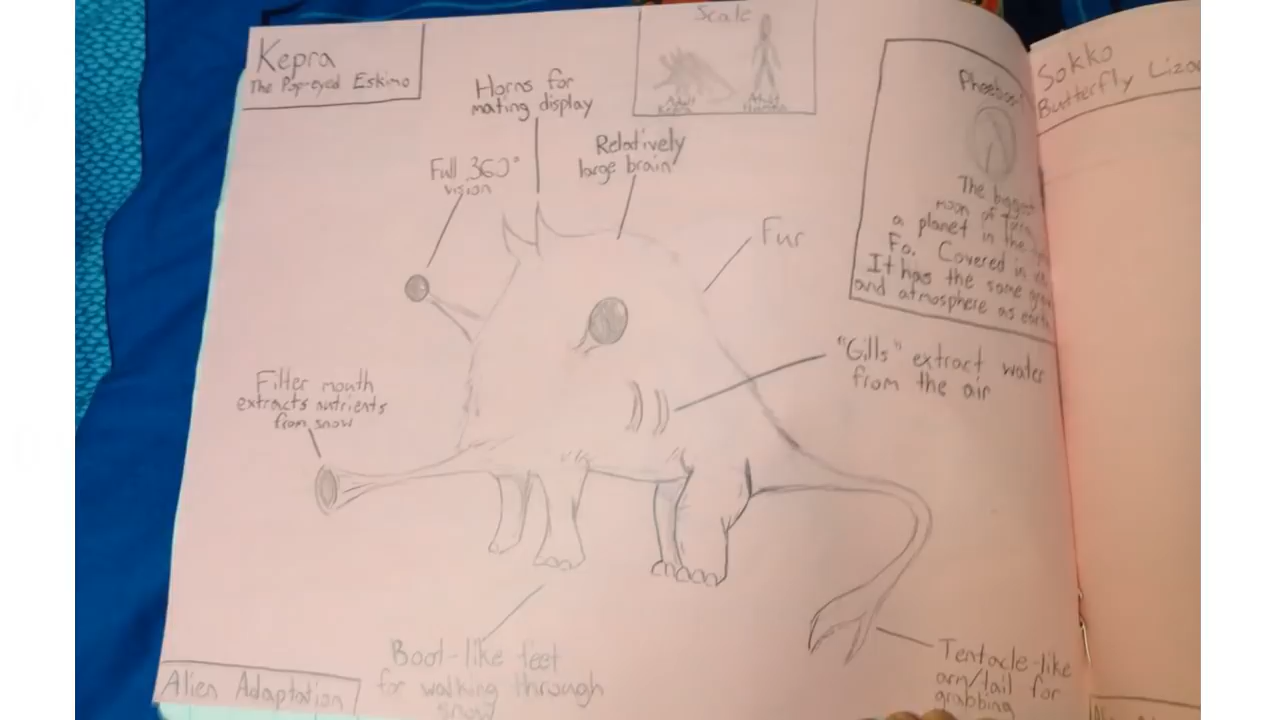 Kepra
The Pop-eyed Eskimo
Horns for
mating display
Scale
Adult
Adult
Full 360°
vision
Relatively
large brain
Fur
Phoebos
The biggest
moon of
a planet in the
Fo. Covered in
It has the same
and atmosphere as
"Gills" extract water
from the air
Filter mouth
extracts nutrients
from snow
Boot-like feet
for walking through
snow
Tentacle-like
arm/tail for
grabbing
Alien Adaptation
Sokko
Butterfly